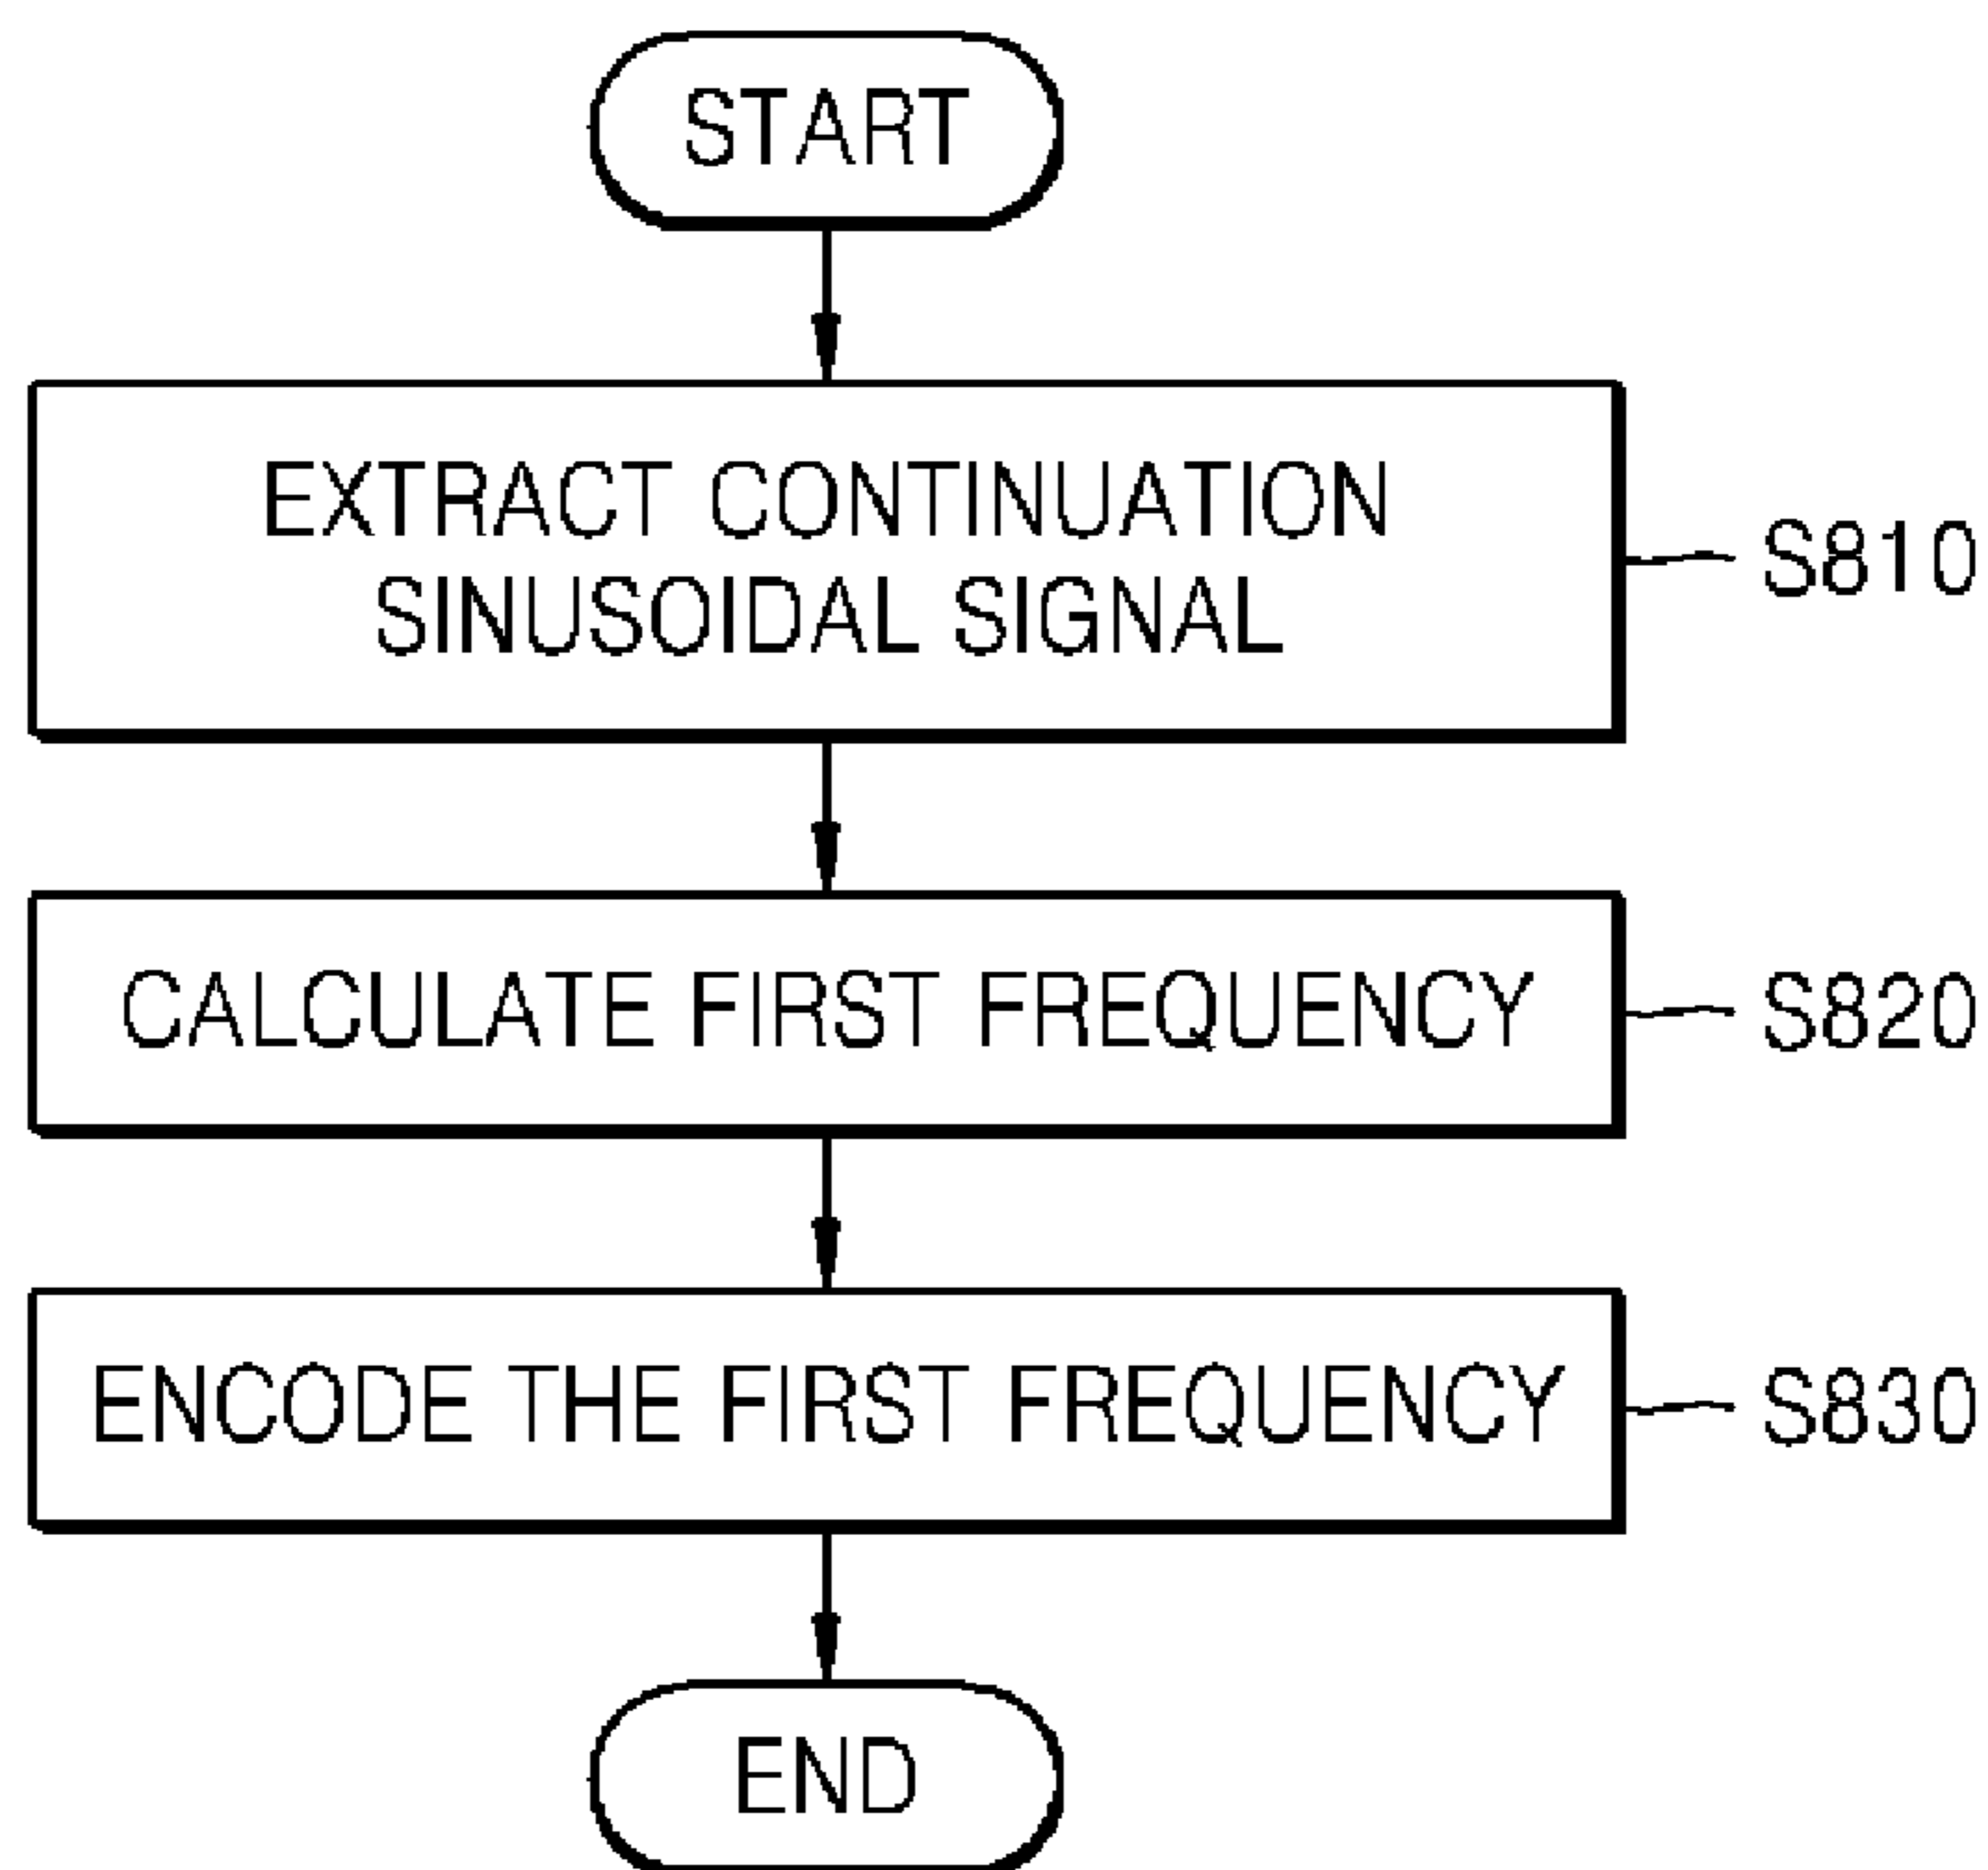 START
EXTRACT CONTINUATION
SINUSOIDAL SIGNAL
S810
CALCULATE FIRST FREQUENCY
S820
ENCODE THE FIRST FREQUENCY
S830
END